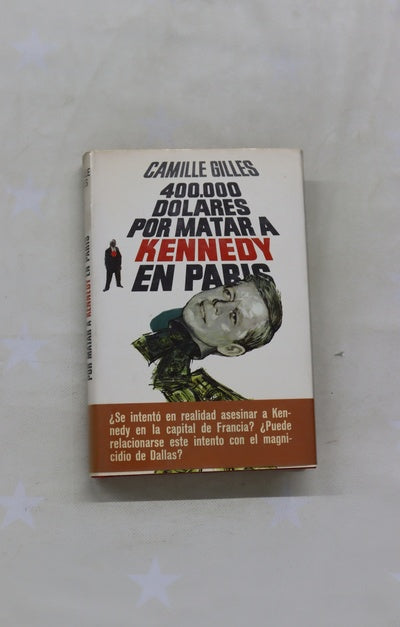 CAMILLE GILLES
400.000
DOLARES
POR MATAR A
KENNEDY
EN PARIS
¿Se intentó en realidad asesinar a Ken-
nedy en la capital de Francia? ¿Puede
relacionarse este intento con el magni-
cidio de Dallas?
POR MATAR A KENNEDY EN PARIS